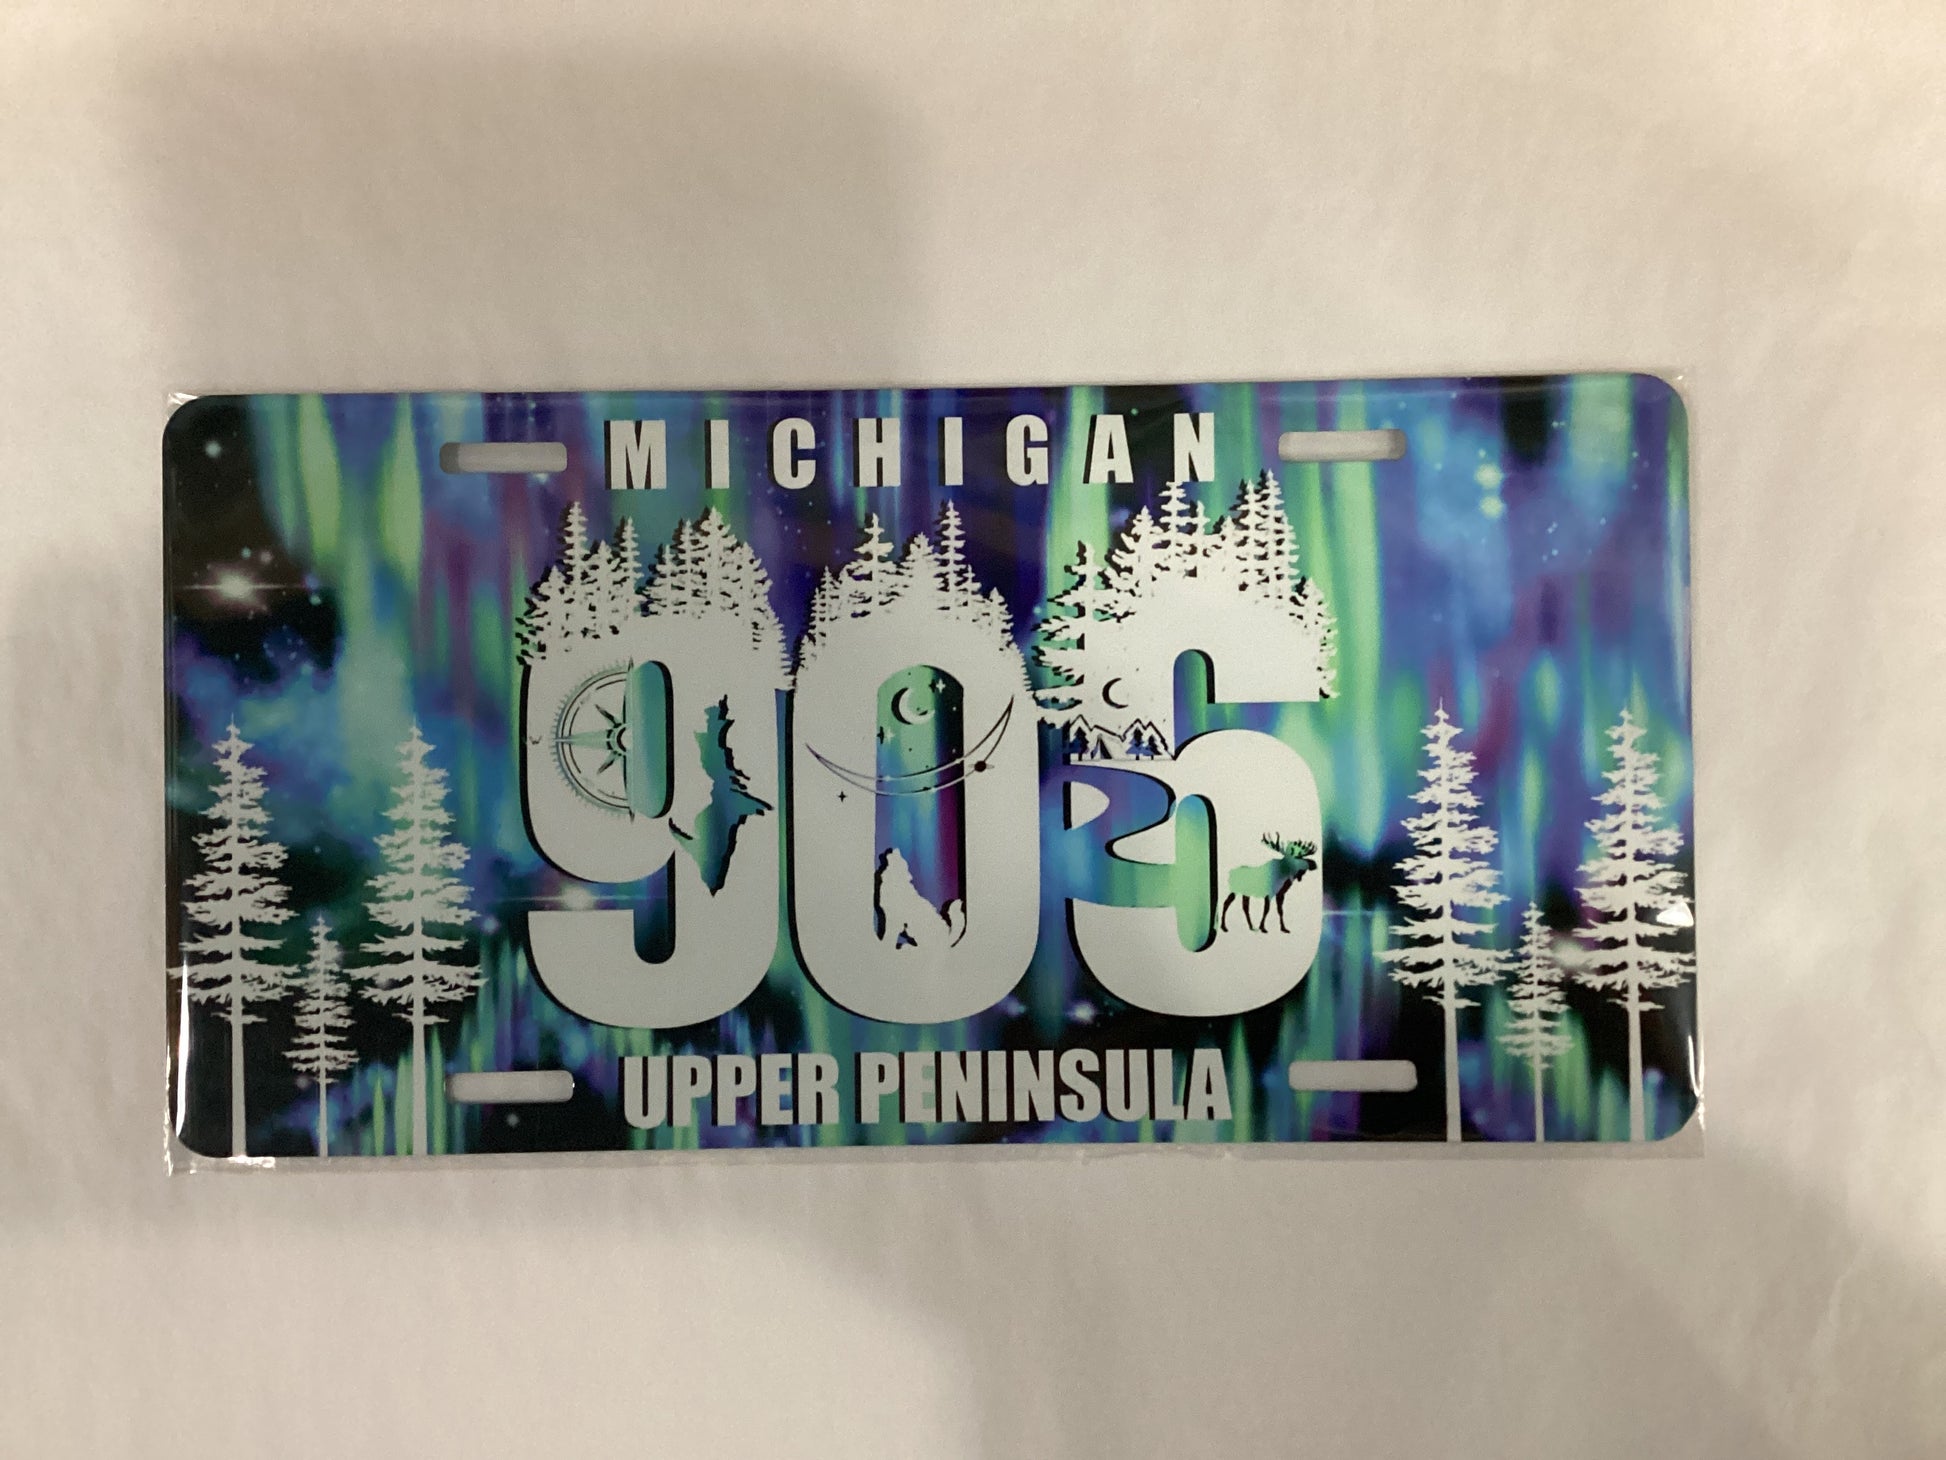 MICHIGAN
906
UPPER PENINSULA